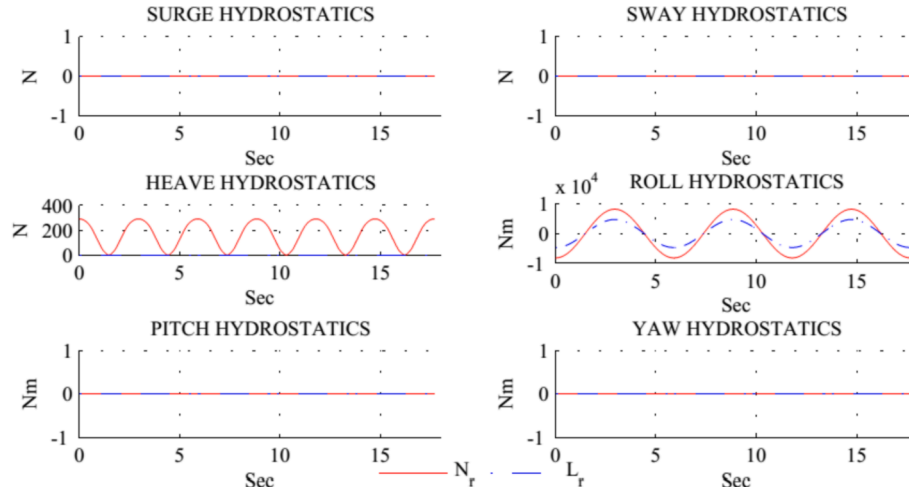 SURGE HYDROSTATICS
1
0
-1
N
0 5 10 15
Sec
SWAY HYDROSTATICS
1
0
-1
N
0 5 10 15
Sec
HEAVE HYDROSTATICS
400
200
0
N
0 5 10 15
Sec
x 10^4 ROLL HYDROSTATICS
1
0
-1
Nm
0 5 10 15
Sec
PITCH HYDROSTATICS
1
0
-1
Nm
0 5 10 15
Sec
YAW HYDROSTATICS
1
0
-1
Nm
0 5 10 15
Sec
N_r L_r